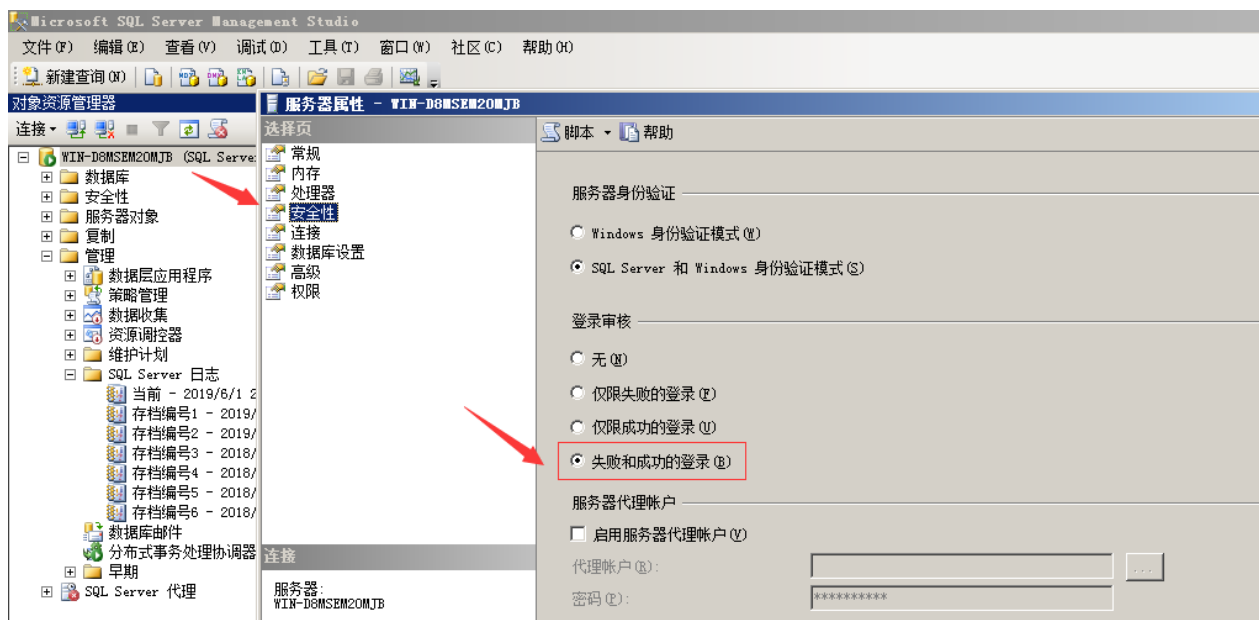 Microsoft SQL Server Management Studio
文件(F) 编辑(E) 查看(V) 调试(D) 工具(T) 窗口(W) 社区(C) 帮助(H)
新建查询(N)
对象资源管理器
连接
WIN-D8MSEM20MJB (SQL Serve
数据库
安全性
服务器对象
复制
管理
数据层应用程序
策略管理
数据收集
资源调控器
维护计划
SQL Server 日志
当前 - 2019/6/1 2
存档编号1 - 2019/
存档编号2 - 2019/
存档编号3 - 2018/
存档编号4 - 2018/
存档编号5 - 2018/
存档编号6 - 2018/
数据库邮件
分布式事务处理协调器
早期
SQL Server 代理
服务器属性 - WIN-D8MSEM20MJB
选择页
常规
内存
处理器
安全性
连接
数据库设置
高级
权限
连接
服务器:
WIN-D8MSEM20MJB
脚本 帮助
服务器身份验证
Windows 身份验证模式(W)
SQL Server 和 Windows 身份验证模式(S)
登录审核
无(N)
仅限失败的登录(F)
仅限成功的登录(U)
失败和成功的登录(B)
服务器代理帐户
启用服务器代理帐户(V)
代理帐户(R):
...
密码(P):
**********